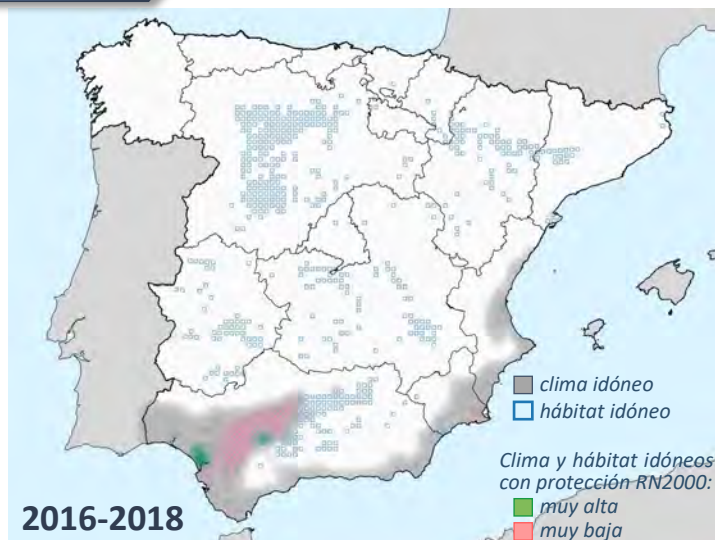 clima idóneo
hábitat idóneo
Clima y hábitat idóneos
con protección RN2000:
muy alta
muy baja
2016-2018